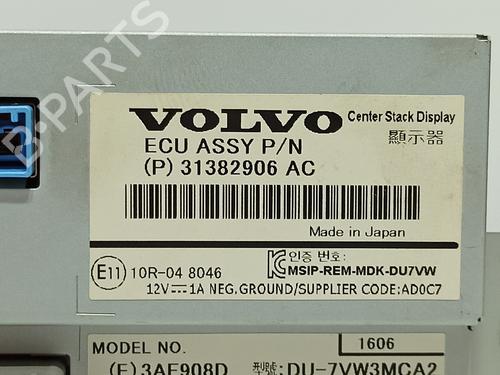 B-PARTS
VOLVO Center Stack Display
ECU ASSY P/N 顯示器
(P) 31382906 AC
Made in Japan
E11 10R-04 8046 인증 번호:
MSIP-REM-MDK-DU7VW
12V⎓1A NEG.GROUND/SUPPLIER CODE:AD0C7
MODEL NO. 1606
(E) 3AE908D 型號: DU-7VW3MCA2